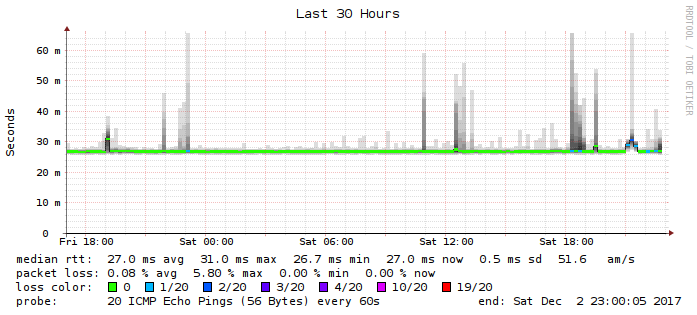 Last 30 Hours
RRDTOOL / TOBI OETIKER
Seconds
60 m
50 m
40 m
30 m
20 m
10 m
0
Fri 18:00 Sat 00:00 Sat 06:00 Sat 12:00 Sat 18:00
median rtt: 27.0 ms avg 31.0 ms max 26.7 ms min 27.0 ms now 0.5 ms sd 51.6 am/s
packet loss: 0.08 % avg 5.80 % max 0.00 % min 0.00 % now
loss color: 0 1/20 2/20 3/20 4/20 10/20 19/20
probe: 20 ICMP Echo Pings (56 Bytes) every 60s end: Sat Dec 2 23:00:05 2017